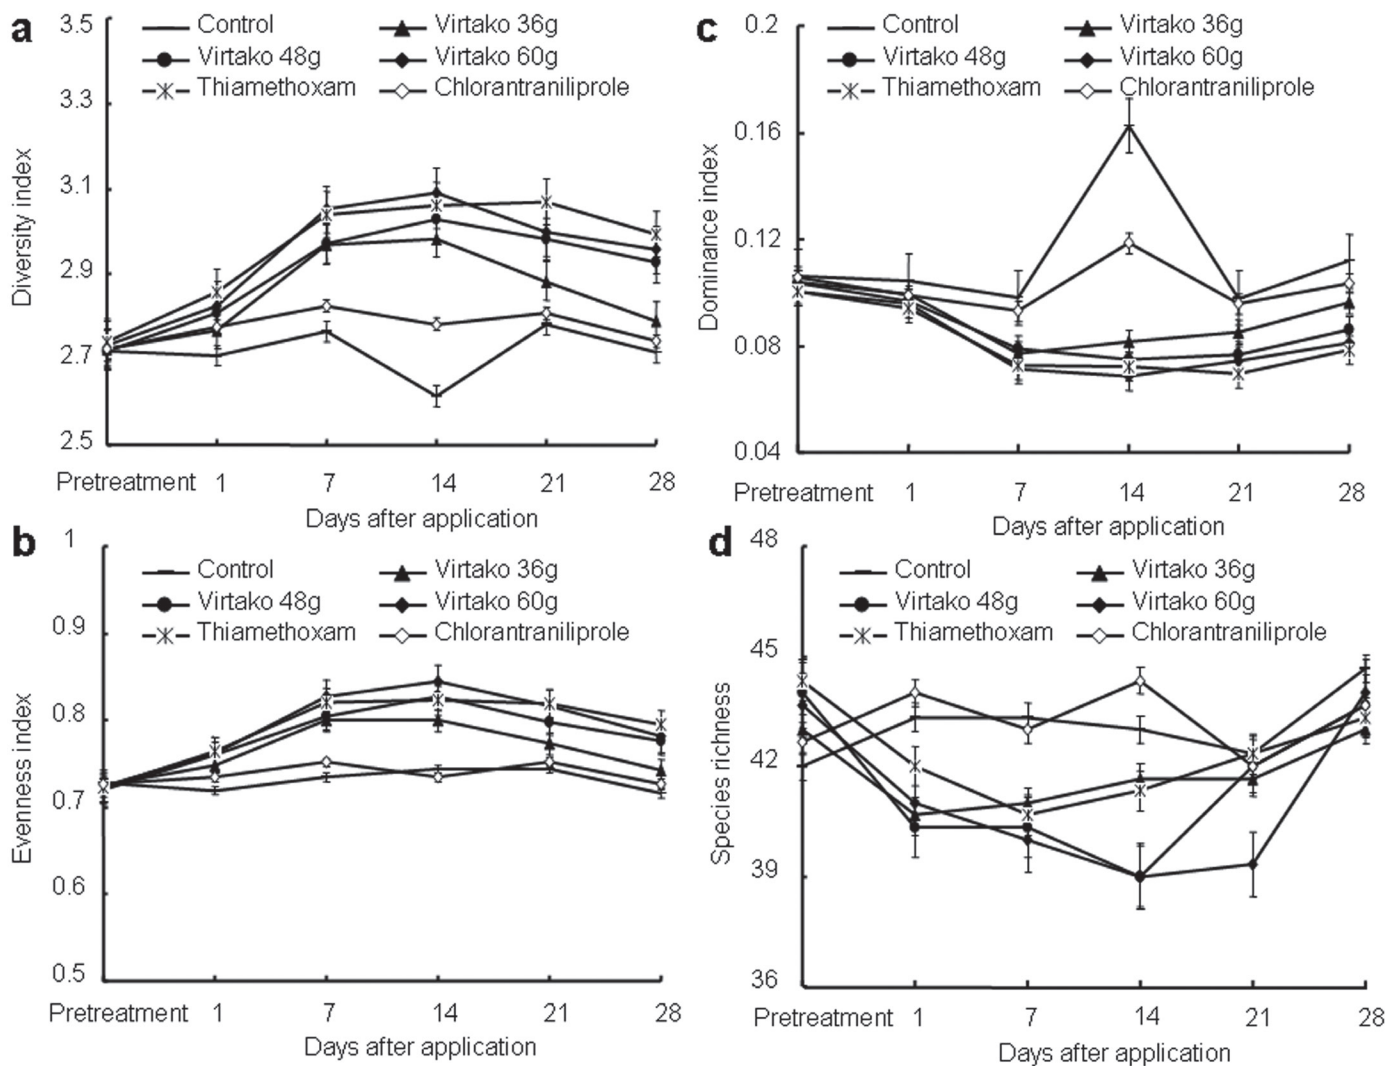 a
3.5
3.3
3.1
2.9
2.7
2.5
Diversity index
Control
Virtako 36g
Virtako 48g
Virtako 60g
Thiamethoxam
Chlorantraniliprole
Pretreatment 1 7 14 21 28
Days after application
c
0.2
0.16
0.12
0.08
0.04
Dominance index
Control
Virtako 36g
Virtako 48g
Virtako 60g
Thiamethoxam
Chlorantraniliprole
Pretreatment 1 7 14 21 28
Days after application
b
1
0.9
0.8
0.7
0.6
0.5
Evenness index
Control
Virtako 36g
Virtako 48g
Virtako 60g
Thiamethoxam
Chlorantraniliprole
Pretreatment 1 7 14 21 28
Days after application
d
48
45
42
39
36
Species richness
Control
Virtako 36g
Virtako 48g
Virtako 60g
Thiamethoxam
Chlorantraniliprole
Pretreatment 1 7 14 21 28
Days after application